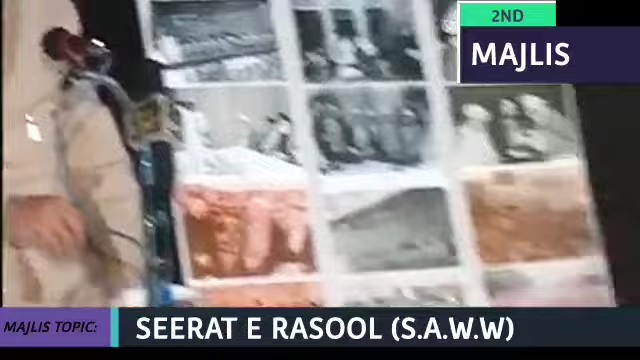 2ND
MAJLIS
MAJLIS TOPIC:
SEERAT E RASOOL (S.A.W.W)